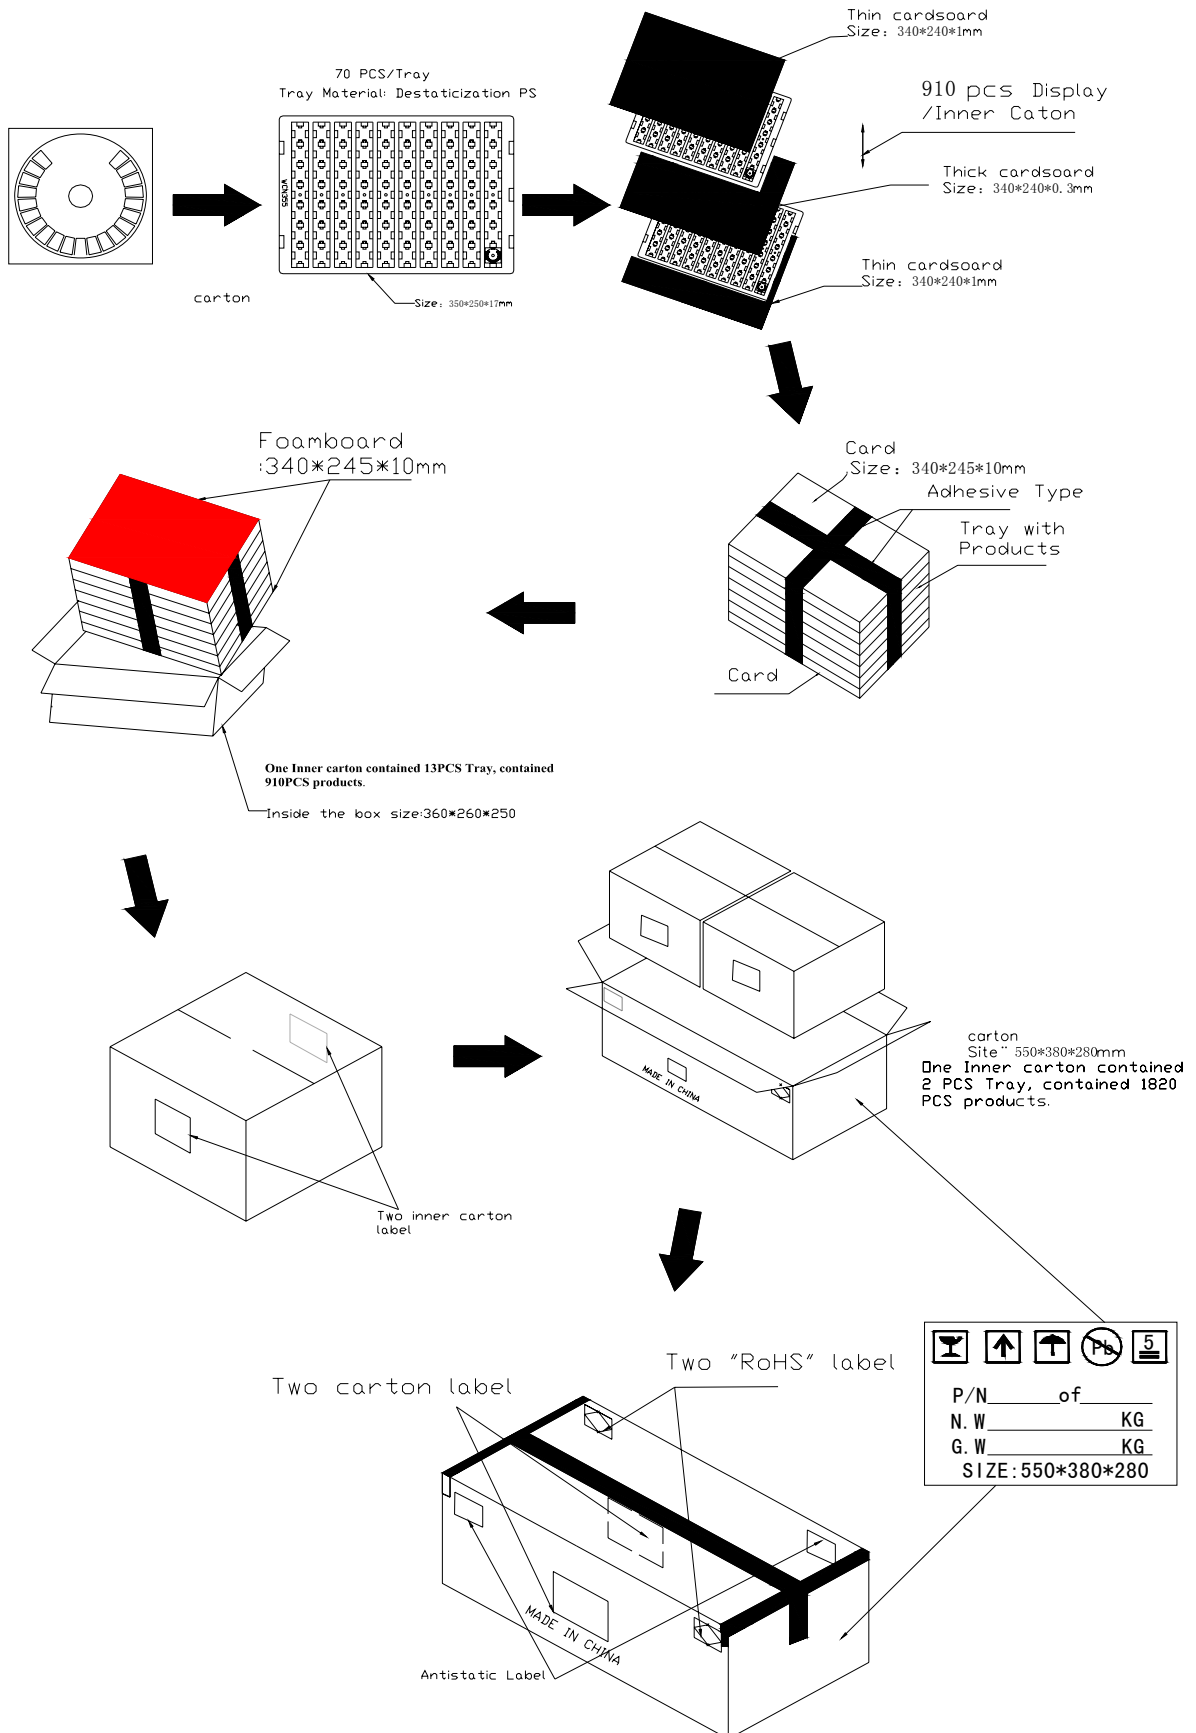 Thin cardsoard
Size: 340*240*1mm
70 PCS/Tray
Tray Material: Destaticization PS
910 pcs Display
/Inner Caton
Thick cardsoard
Size: 340*240*0.3mm
Thin cardsoard
Size: 340*240*1mm
carton
Size: 350*250*17mm
Foamboard
:340*245*10mm
Card
Size: 340*245*10mm
Adhesive Type
Tray with
Products
Card
One Inner carton contained 13PCS Tray, contained
910PCS products.
Inside the box size:360*260*250
carton
Site¨ 550*380*280mm
One Inner carton contained
2 PCS Tray, contained 1820
PCS products.
MADE IN CHINA
Two inner carton
label
Two "RoHS" label
Two carton label
Pb
5
P/N______of______
N.W___________KG
G.W___________KG
SIZE:550*380*280
MADE IN CHINA
Antistatic Label